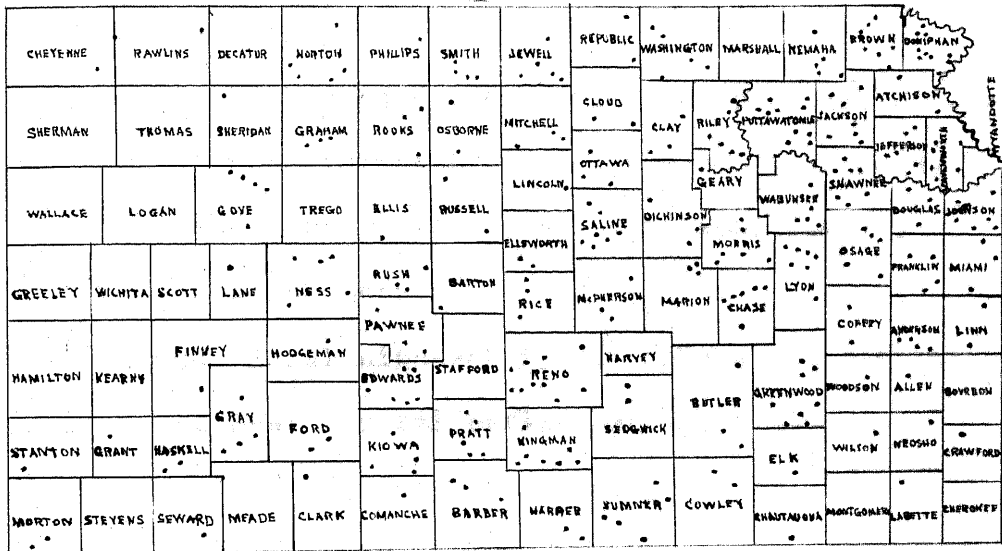 CHEYENNE RAWLINS DECATUR NORTON PHILLIPS SMITH JEWELL REPUBLIC WASHINGTON MARSHALL NEMAHA BROWN DONIPHAN
SHERMAN THOMAS SHERIDAN GRAHAM ROOKS OSBORNE MITCHELL CLOUD CLAY RILEY POTTAWATOMIE JACKSON ATCHISON
JEFFERSON LEAVENWORTH WYANDOTTE
OTTAWA
WALLACE LOGAN GOVE TREGO ELLIS RUSSELL LINCOLN SALINE DICKINSON GEARY WABUNSEE SHAWNEE DOUGLAS JOHNSON
ELLSWORTH MORRIS OSAGE
GREELEY WICHITA SCOTT LANE NESS RUSH BARTON RICE McPHERSON MARION CHASE LYON FRANKLIN MIAMI
PAWNEE COFFEY ANDERSON LINN
HAMILTON KEARNY FINNEY HODGEMAN EDWARDS STAFFORD RENO HARVEY BUTLER GREENWOOD WOODSON ALLEN BOURBON
STANTON GRANT HASKELL GRAY FORD KIOWA PRATT KINGMAN SEDGWICK ELK WILSON NEOSHO CRAWFORD
MORTON STEVENS SEWARD MEADE CLARK COMANCHE BARBER HARPER SUMNER COWLEY CHAUTAUQUA MONTGOMERY LABETTE CHEROKEE